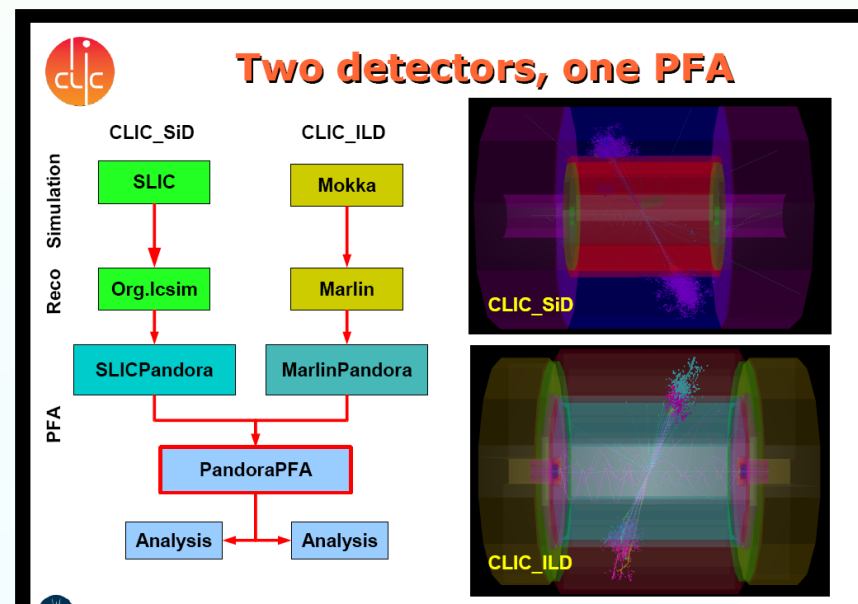 clic
Two detectors, one PFA
CLIC_SiD
CLIC_ILD
Simulation
SLIC
Mokka
Reco
Org.lcsim
Marlin
SLICPandora
MarlinPandora
PFA
PandoraPFA
Analysis
Analysis
CLIC_SiD
CLIC_ILD